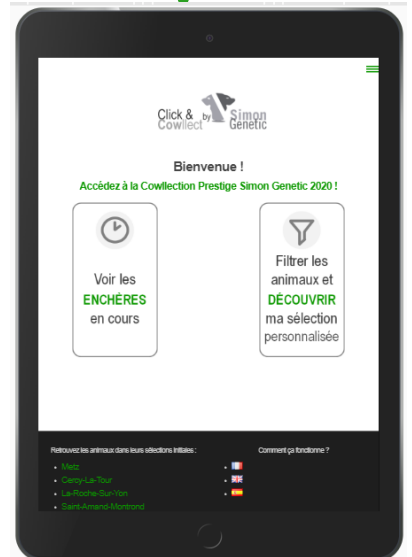 Click & Cowllect by Simon Genetic
Bienvenue !
Accédez à la Cowllection Prestige Simon Genetic 2020 !
Voir les
ENCHÈRES
en cours
Filtrer les
animaux et
DÉCOUVRIR
ma sélection
personnalisée
Retrouvez les animaux dans leurs sélections initiales :
Metz
Cercy-La-Tour
La-Roche-Sur-Yon
Saint-Amand-Montrond
Comment ça fonctionne ?